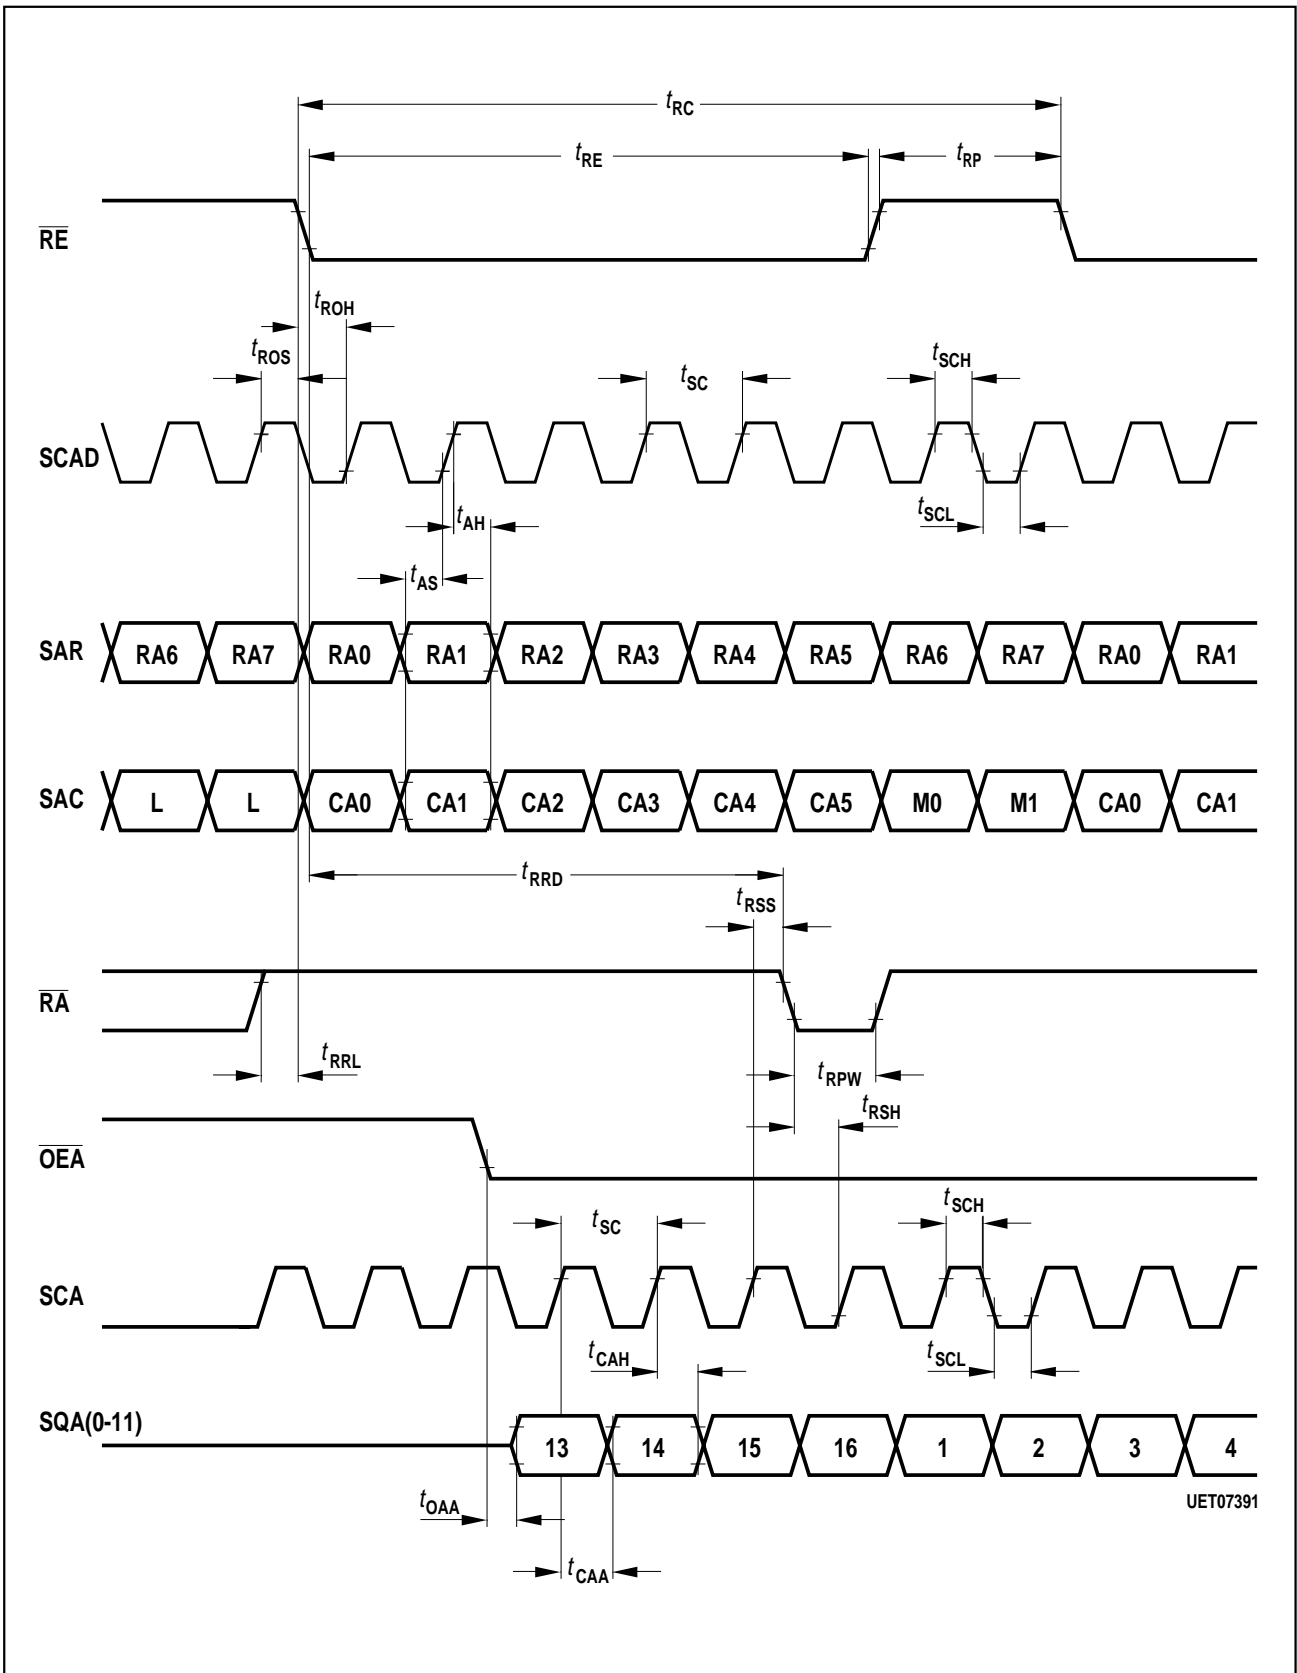 tRC
tRE tRP
RE
tROH
tROS tSC tSCH
SCAD
tAH tSCL
tAS
SAR RA6 RA7 RA0 RA1 RA2 RA3 RA4 RA5 RA6 RA7 RA0 RA1
SAC L L CA0 CA1 CA2 CA3 CA4 CA5 M0 M1 CA0 CA1
tRRD
tRSS
RA
tRRL tRPW
tRSH
OEA
tSC tSCH
SCA
tCAH tSCL
SQA(0-11)
13 14 15 16 1 2 3 4
tOAA UET07391
tCAA